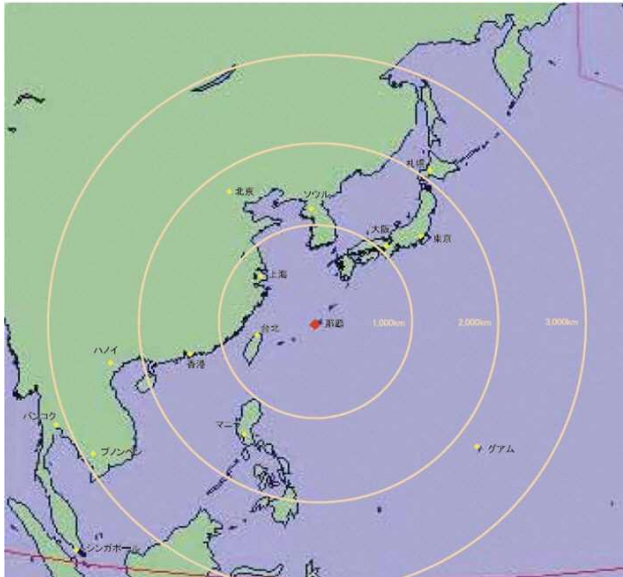 札幌
北京
ソウル
大阪
東京
上海
那覇
1,000km
2,000km
3,000km
台北
香港
ハノイ
バンコク
プノンペン
マニラ
グアム
シンガポール